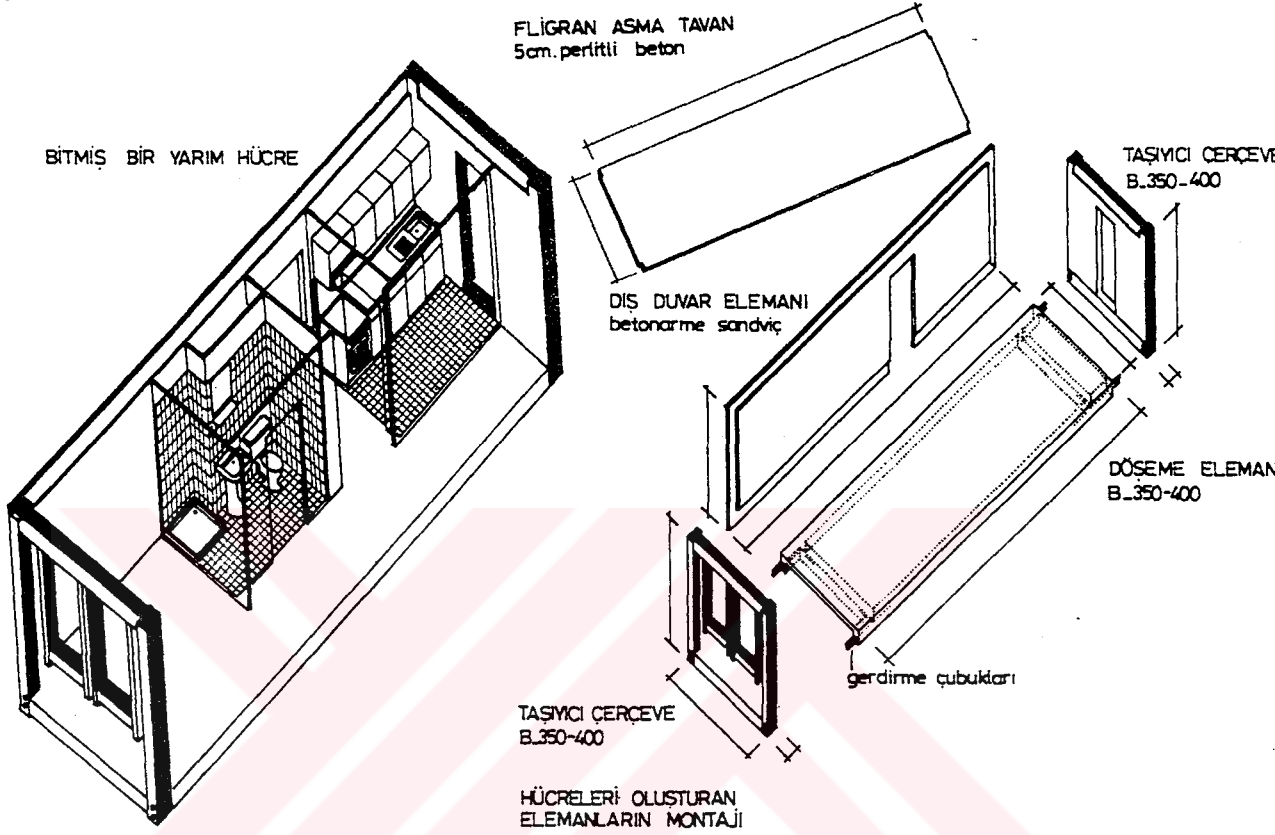 FLİGRAN ASMA TAVAN
5cm.perlitli beton
BİTMİŞ BİR YARIM HÜCRE
TAŞIYICI ÇERÇEVE
B_350-400
DIŞ DUVAR ELEMANI
betonarme sandviç
DÖŞEME ELEMAN
B_350-400
gerdirme çubukları
TAŞIYICI ÇERÇEVE
B_350-400
HÜCRELERİ OLUŞTURAN
ELEMANLARIN MONTAJI